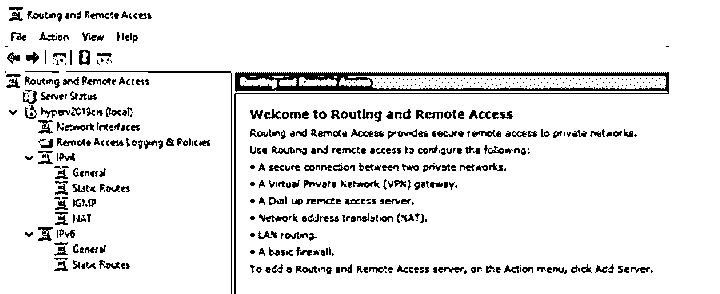 Routing and Remote Access
File Action View Help
Routing and Remote Access
Server Status
(local)
Network Interfaces
Remote Access Logging & Policies
IPv4
General
Static Routes
IGMP
NAT
IPv6
General
Static Routes
Welcome to Routing and Remote Access
Routing and Remote Access provides secure remote access to private networks.
Use Routing and remote access to configure the following:
• A secure connection between two private networks.
• A Virtual Private Network (VPN) gateway.
• A Dial up remote access server.
• Network address translation (NAT).
• LAN routing.
• A basic firewall.
To add a Routing and Remote Access server, on the Action menu, click Add Server.